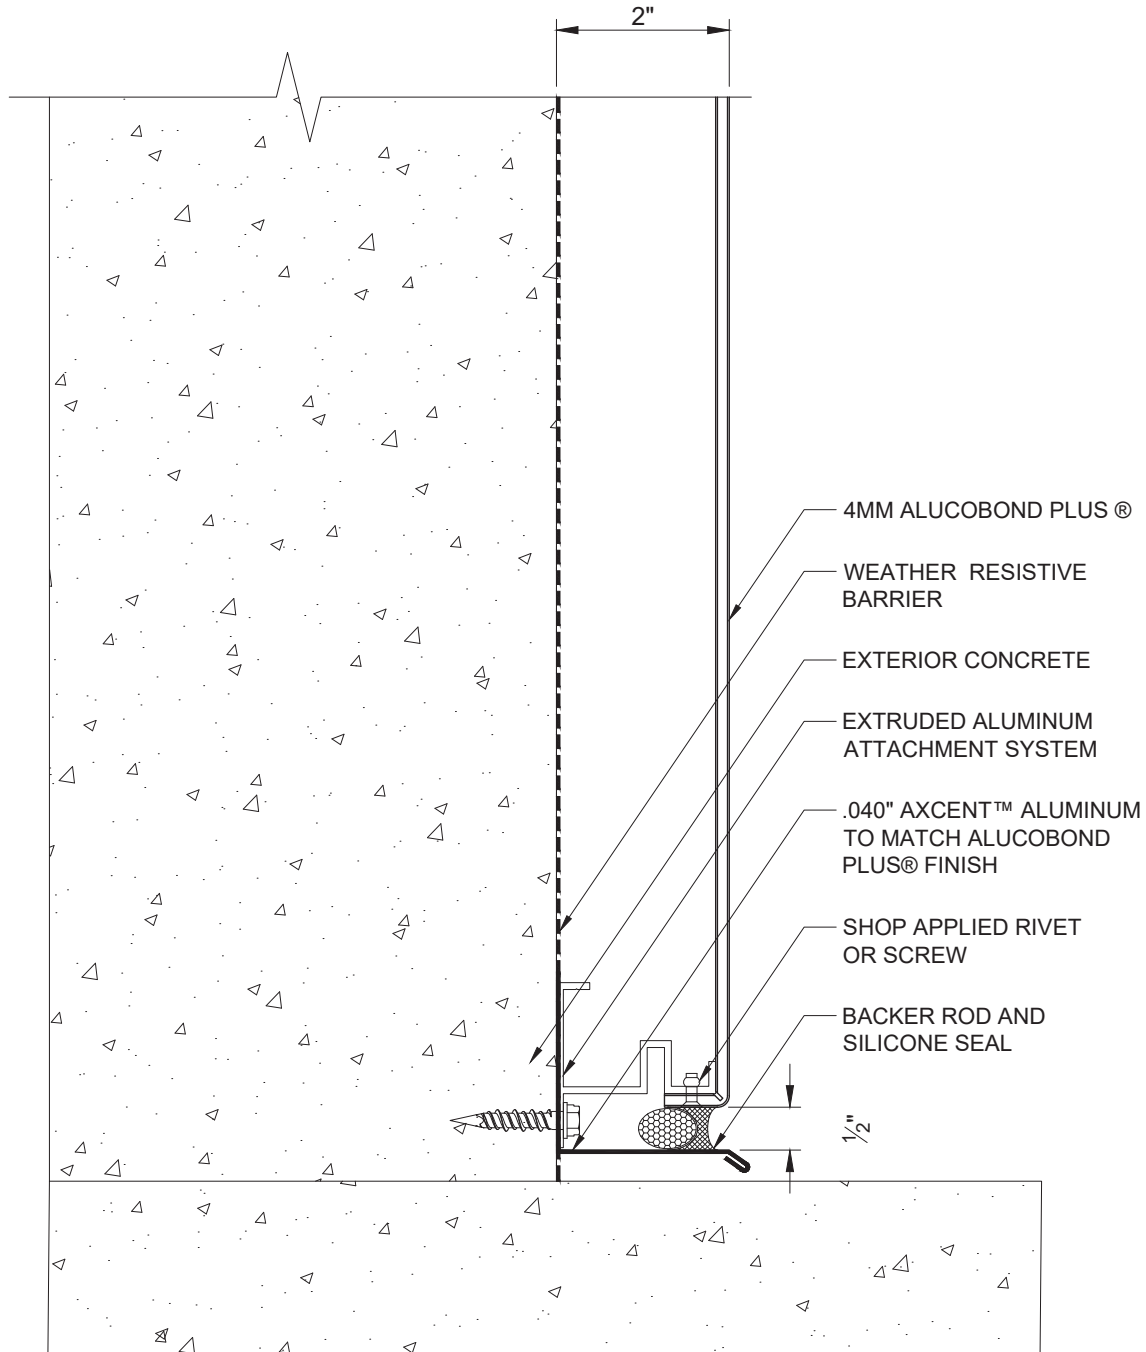 2"
4MM ALUCOBOND PLUS ®
WEATHER RESISTIVE
BARRIER
EXTERIOR CONCRETE
EXTRUDED ALUMINUM
ATTACHMENT SYSTEM
.040" AXCENT™ ALUMINUM
TO MATCH ALUCOBOND
PLUS® FINISH
SHOP APPLIED RIVET
OR SCREW
BACKER ROD AND
SILICONE SEAL
½"